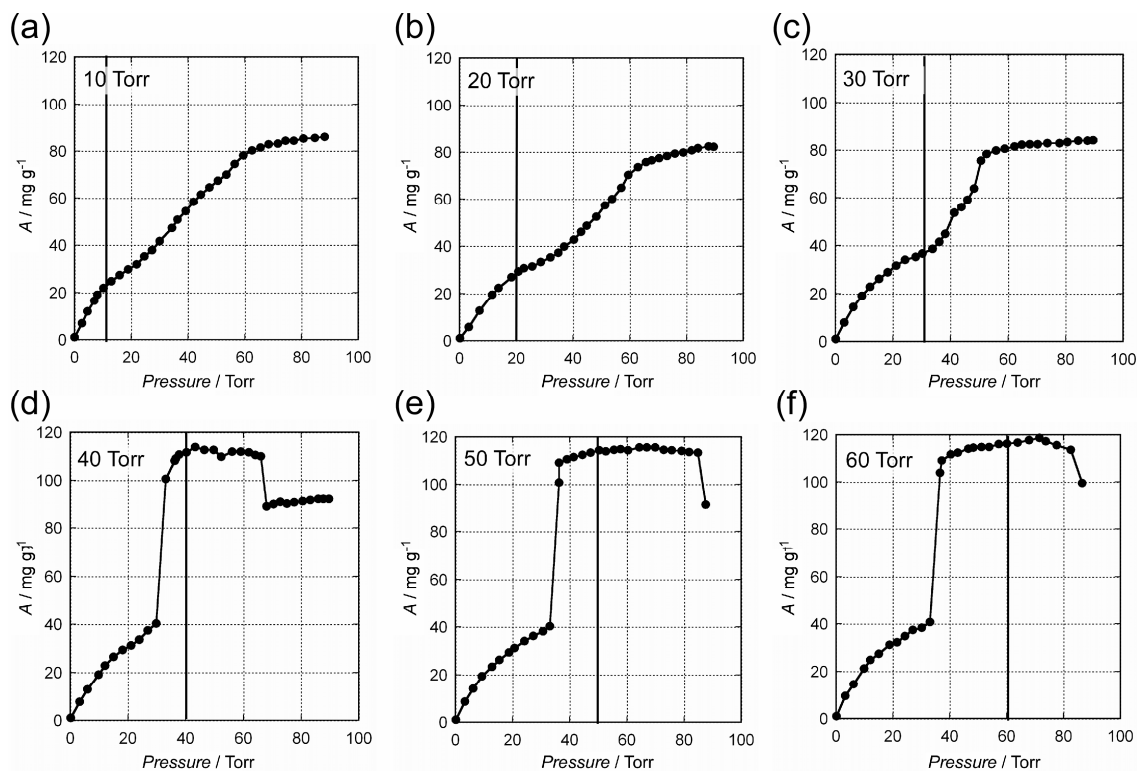 (a)
10 Torr
A / mg g-1
120
100
80
60
40
20
0
0 20 40 60 80 100
Pressure / Torr
(b)
20 Torr
A / mg g-1
120
100
80
60
40
20
0
0 20 40 60 80 100
Pressure / Torr
(c)
30 Torr
A / mg g-1
120
100
80
60
40
20
0
0 20 40 60 80 100
Pressure / Torr
(d)
40 Torr
A / mg g1
120
100
80
60
40
20
0
0 20 40 60 80 100
Pressure / Torr
(e)
50 Torr
A / mg g-1
120
100
80
60
40
20
0
0 20 40 60 80 100
Pressure / Torr
(f)
60 Torr
A / mg g1
120
100
80
60
40
20
0
0 20 40 60 80 100
Pressure / Torr